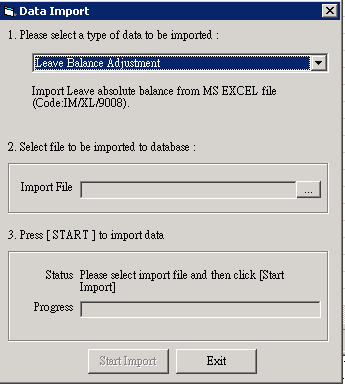 Data Import
1. Please select a type of data to be imported :
Leave Balance Adjustment
Import Leave absolute balance from MS EXCEL file
(Code:IM/XL/9008).
2. Select file to be imported to database :
Import File
...
3. Press [ START ] to import data
Status Please select import file and then click [Start
Import]
Progress
Start Import Exit